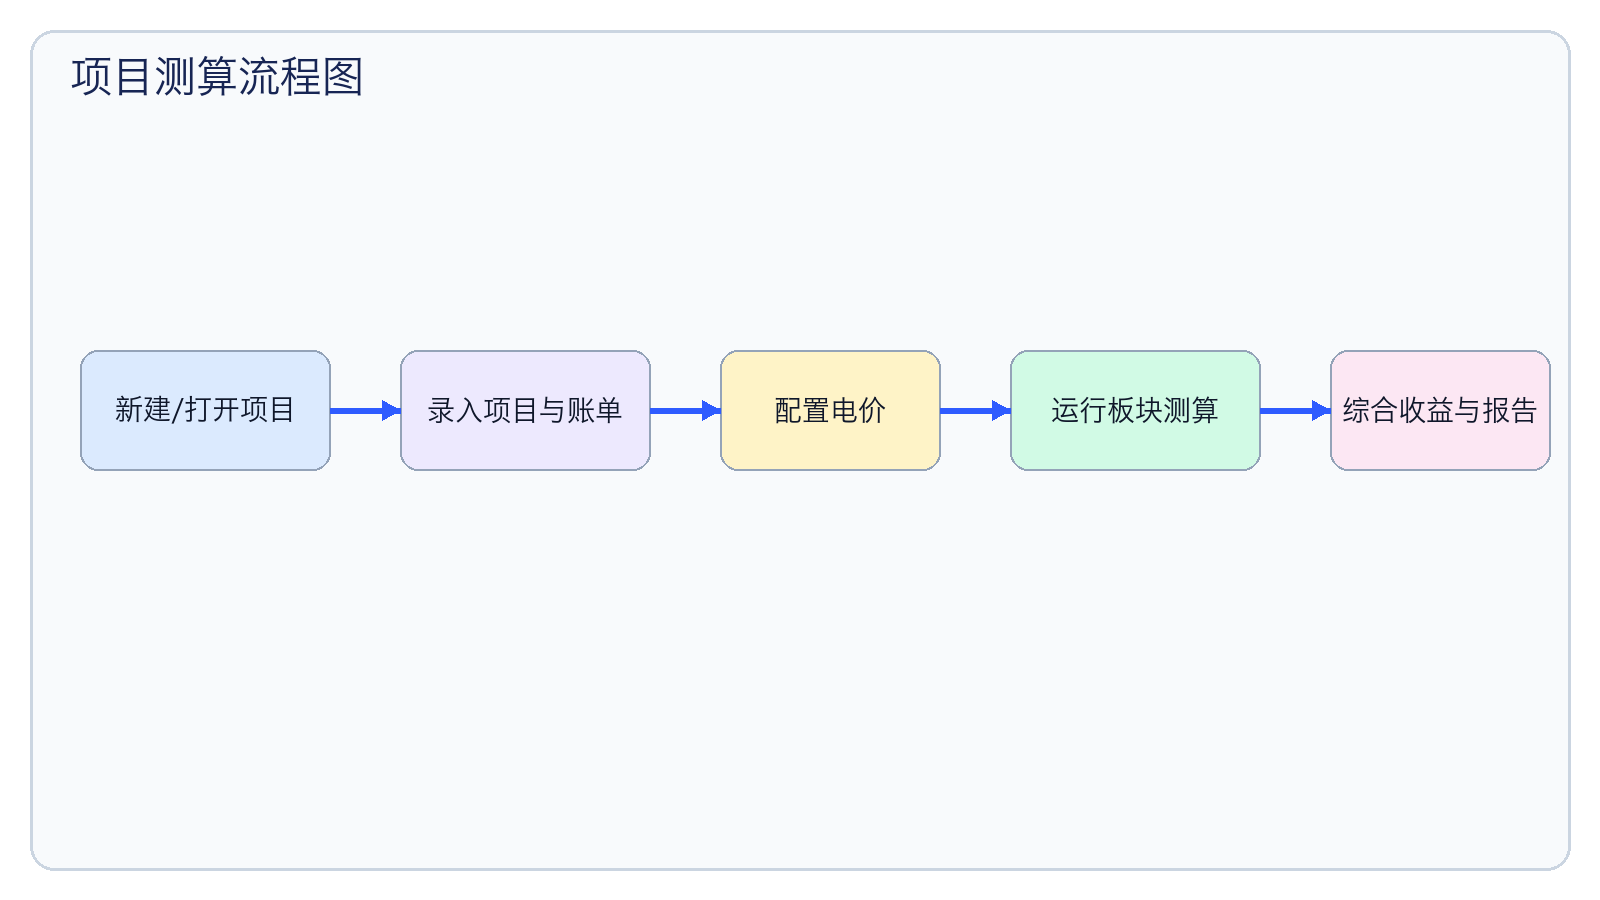 项目测算流程图
新建/打开项目
录入项目与账单
配置电价
运行板块测算
综合收益与报告